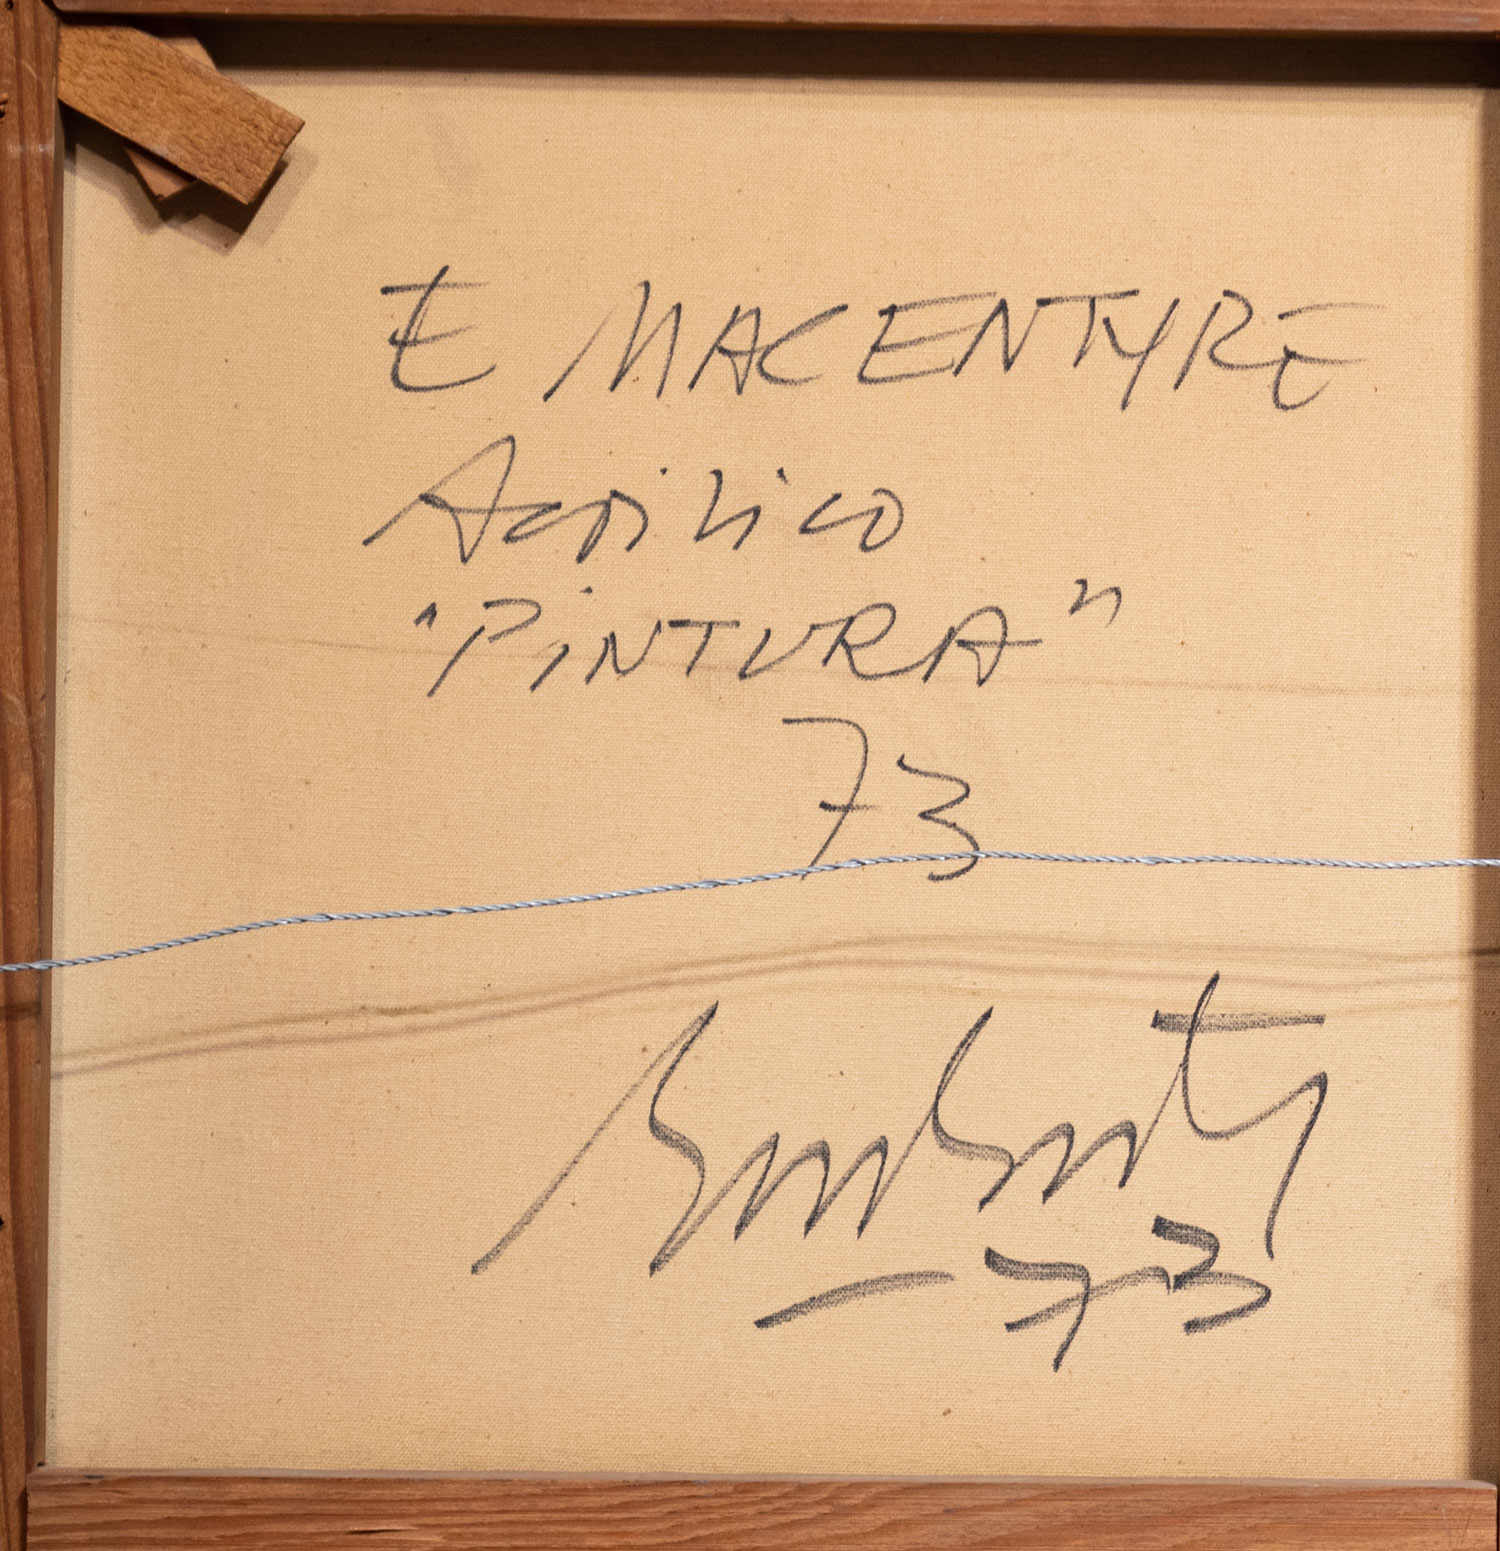 E MACENTYRE
Acrilico
"PiNTURA"
73
73